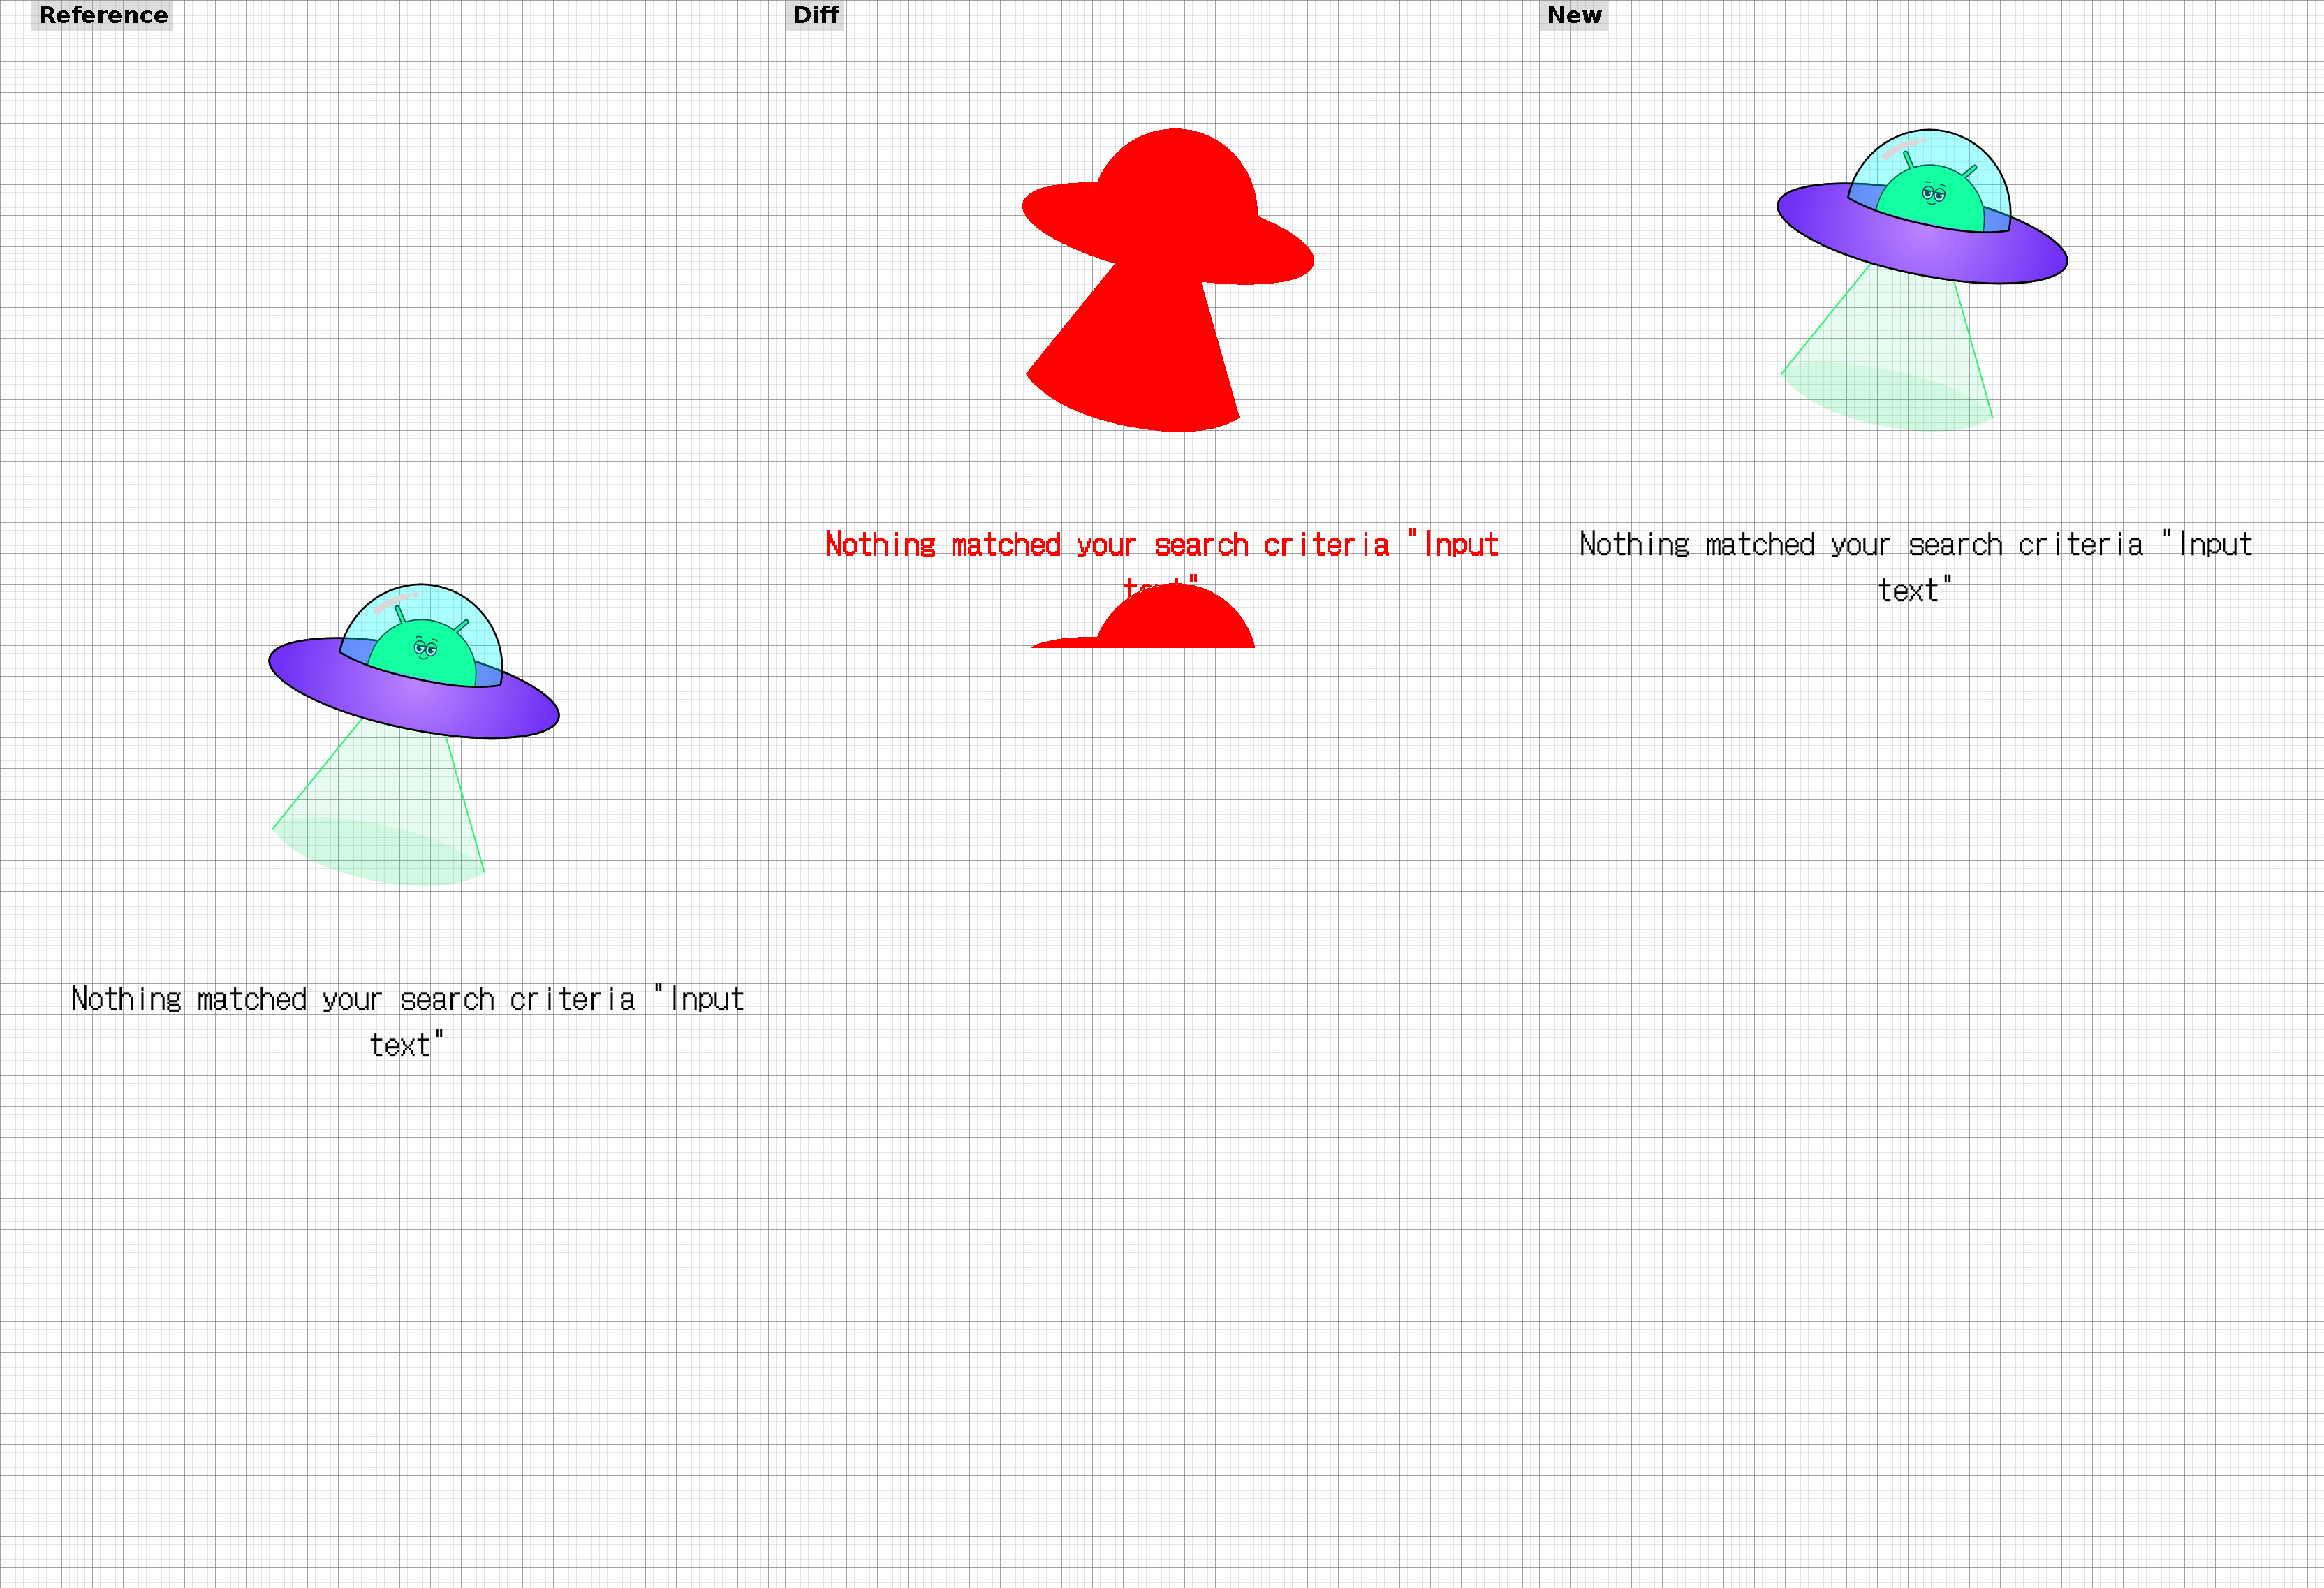 Reference
Diff
New
Nothing matched your search criteria "Input
text"
Nothing matched your search criteria "Input
text"
Nothing matched your search criteria "Input
text"